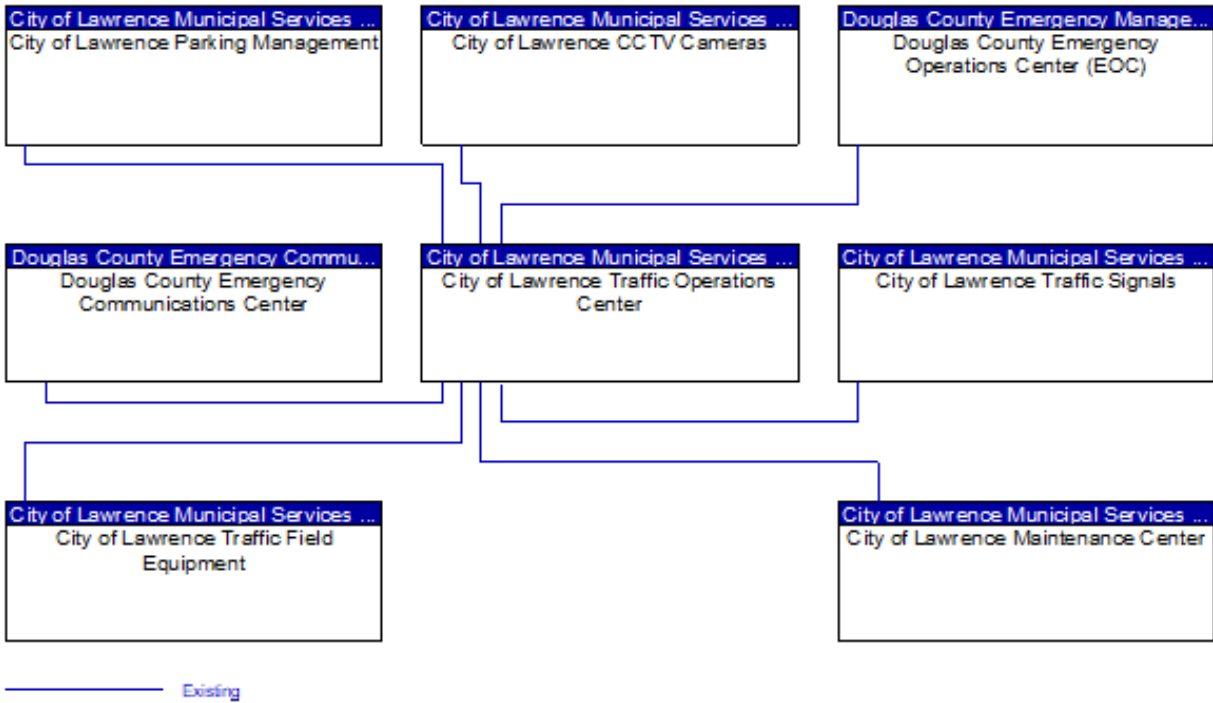 City of Lawrence Municipal Services ...
City of Lawrence Parking Management
City of Lawrence Municipal Services ...
City of Lawrence CCTV Cameras
Douglas County Emergency Manage...
Douglas County Emergency
Operations Center (EOC)
Douglas County Emergency Commu...
Douglas County Emergency
Communications Center
City of Lawrence Municipal Services ...
City of Lawrence Traffic Operations
Center
City of Lawrence Municipal Services ...
City of Lawrence Traffic Signals
City of Lawrence Municipal Services ...
City of Lawrence Traffic Field
Equipment
City of Lawrence Municipal Services ...
City of Lawrence Maintenance Center
Existing